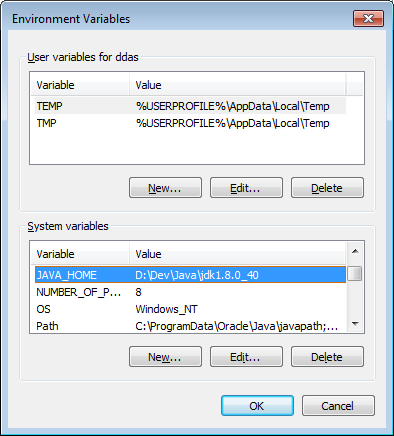 Environment Variables
User variables for ddas
Variable Value
TEMP %USERPROFILE%\AppData\Local\Temp
TMP %USERPROFILE%\AppData\Local\Temp
New... Edit... Delete
System variables
Variable Value
JAVA_HOME D:\Dev\Java\jdk1.8.0_40
NUMBER_OF_P... 8
OS Windows_NT
Path C:\ProgramData\Oracle\Java\javapath;...
New... Edit... Delete
OK Cancel